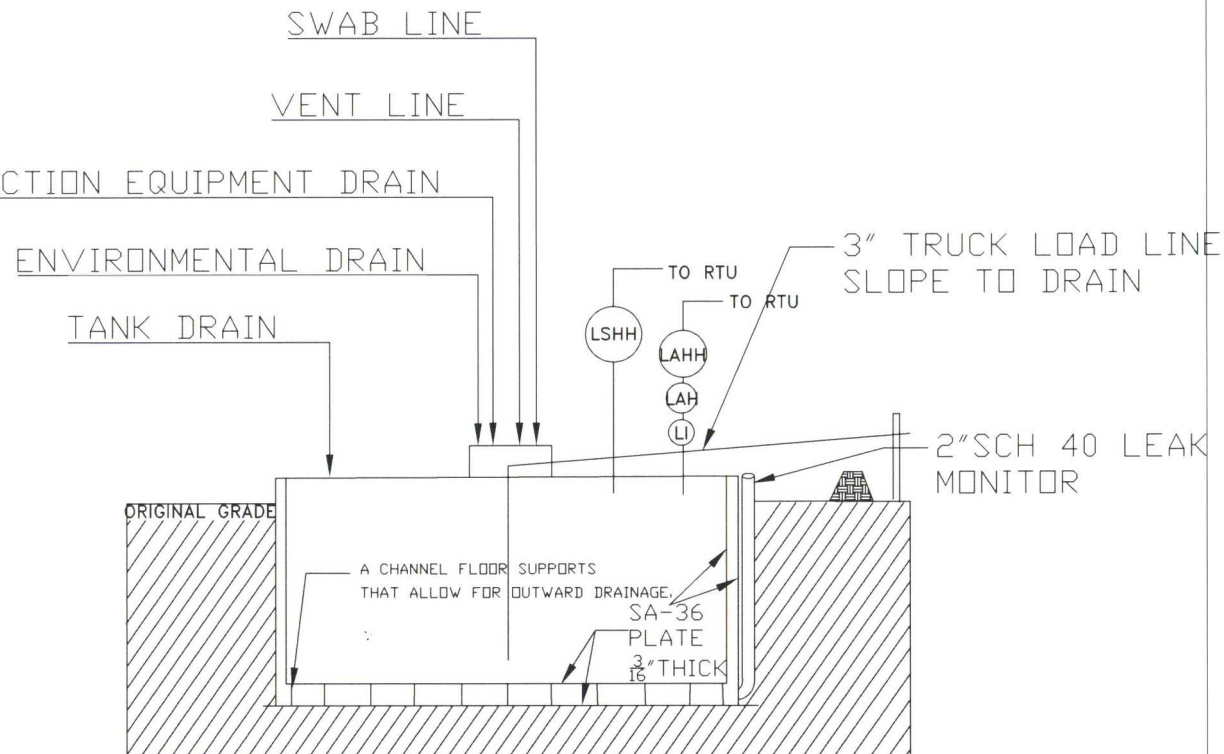 SWAB LINE
VENT LINE
CTION EQUIPMENT DRAIN
ENVIRONMENTAL DRAIN
TANK DRAIN
TO RTU
TO RTU
LSHH
LAHH
LAH
LI
3" TRUCK LOAD LINE
SLOPE TO DRAIN
2"SCH 40 LEAK
MONITOR
ORIGINAL GRADE
A CHANNEL FLOOR SUPPORTS
THAT ALLOW FOR OUTWARD DRAINAGE.
SA-36
PLATE
3/16"THICK